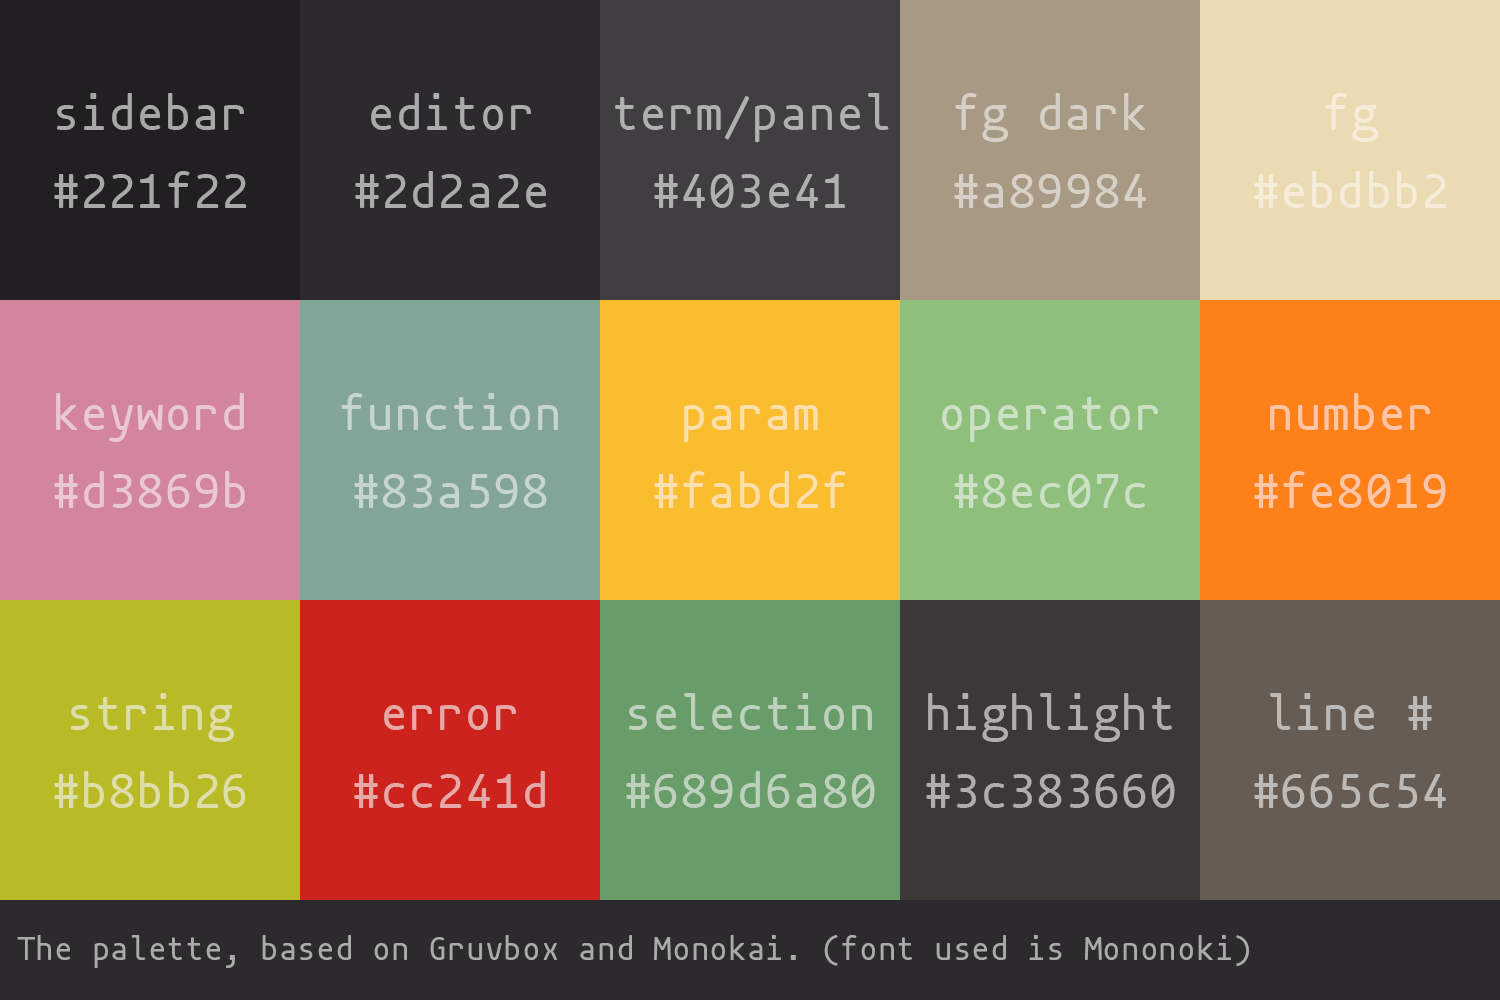 sidebar
#221f22
editor
#2d2a2e
term/panel
#403e41
fg dark
#a89984
fg
#ebdbb2
keyword
#d3869b
function
#83a598
param
#fabd2f
operator
#8ec07c
number
#fe8019
string
#b8bb26
error
#cc241d
selection
#689d6a80
highlight
#3c383660
line #
#665c54
The palette, based on Gruvbox and Monokai. (font used is Mononoki)